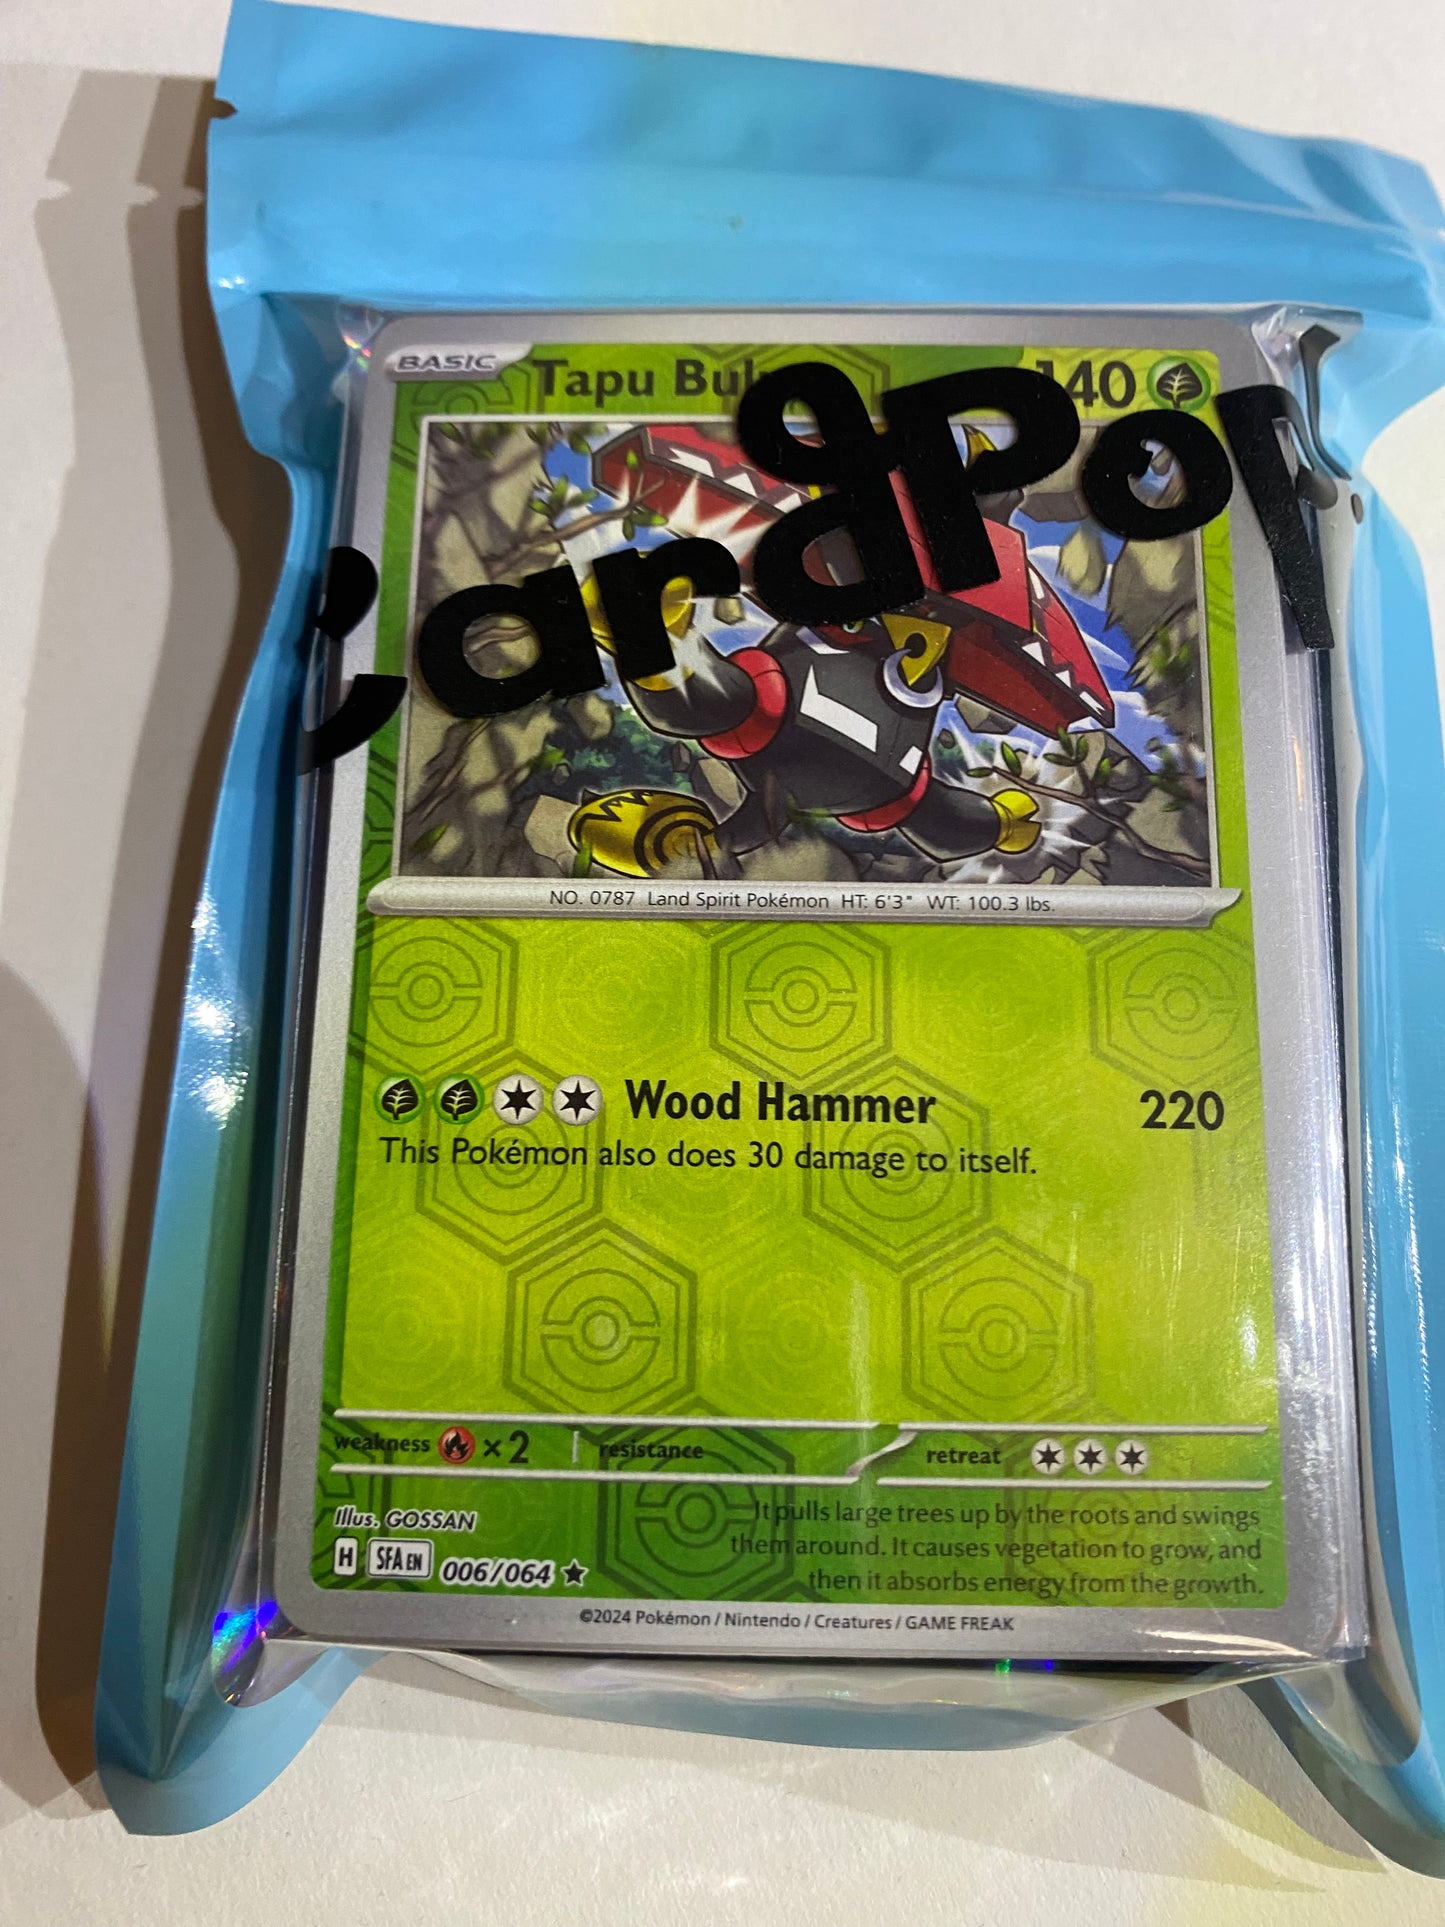 BASIC Tapu Bulu 140
CardPop.
NO. 0787 Land Spirit Pokémon HT: 6'3" WT: 100.3 lbs.
Wood Hammer 220
This Pokémon also does 30 damage to itself.
weakness ×2 resistance retreat
Illus. GOSSAN
It pulls large trees up by the roots and swings
them around. It causes vegetation to grow, and
then it absorbs energy from the growth.
H SFA EN 006/064 ★
©2024 Pokémon / Nintendo / Creatures / GAME FREAK